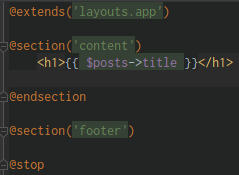 @extends('layouts.app')
@section('content')
<h1>{{ $posts->title }}</h1>
@endsection
@section('footer')
@stop